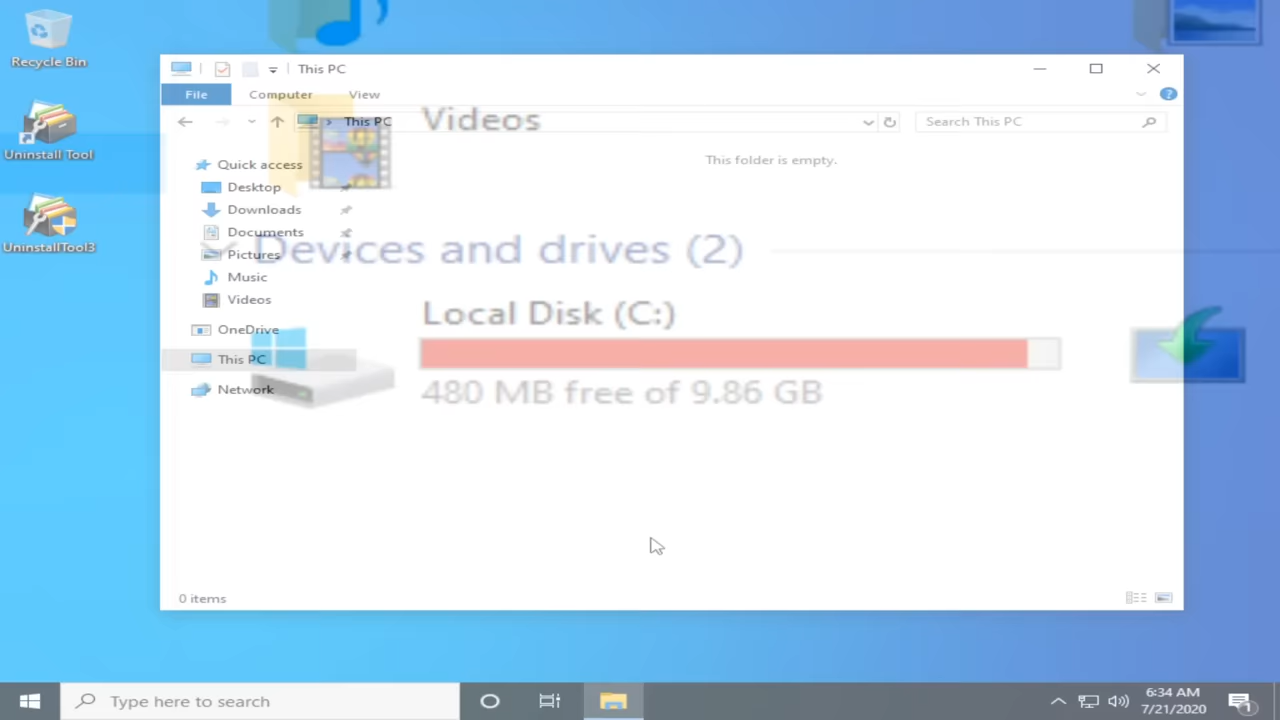 Recycle Bin
This PC
File Computer View
This PC
Videos
Search This PC
Uninstall Tool
This folder is empty.
Quick access
Desktop
Downloads
Documents
UninstallTool3
Devices and drives (2)
Pictures
Music
Videos
Local Disk (C:)
OneDrive
This PC
480 MB free of 9.86 GB
Network
0 items
Type here to search
6:34 AM
7/21/2020
1